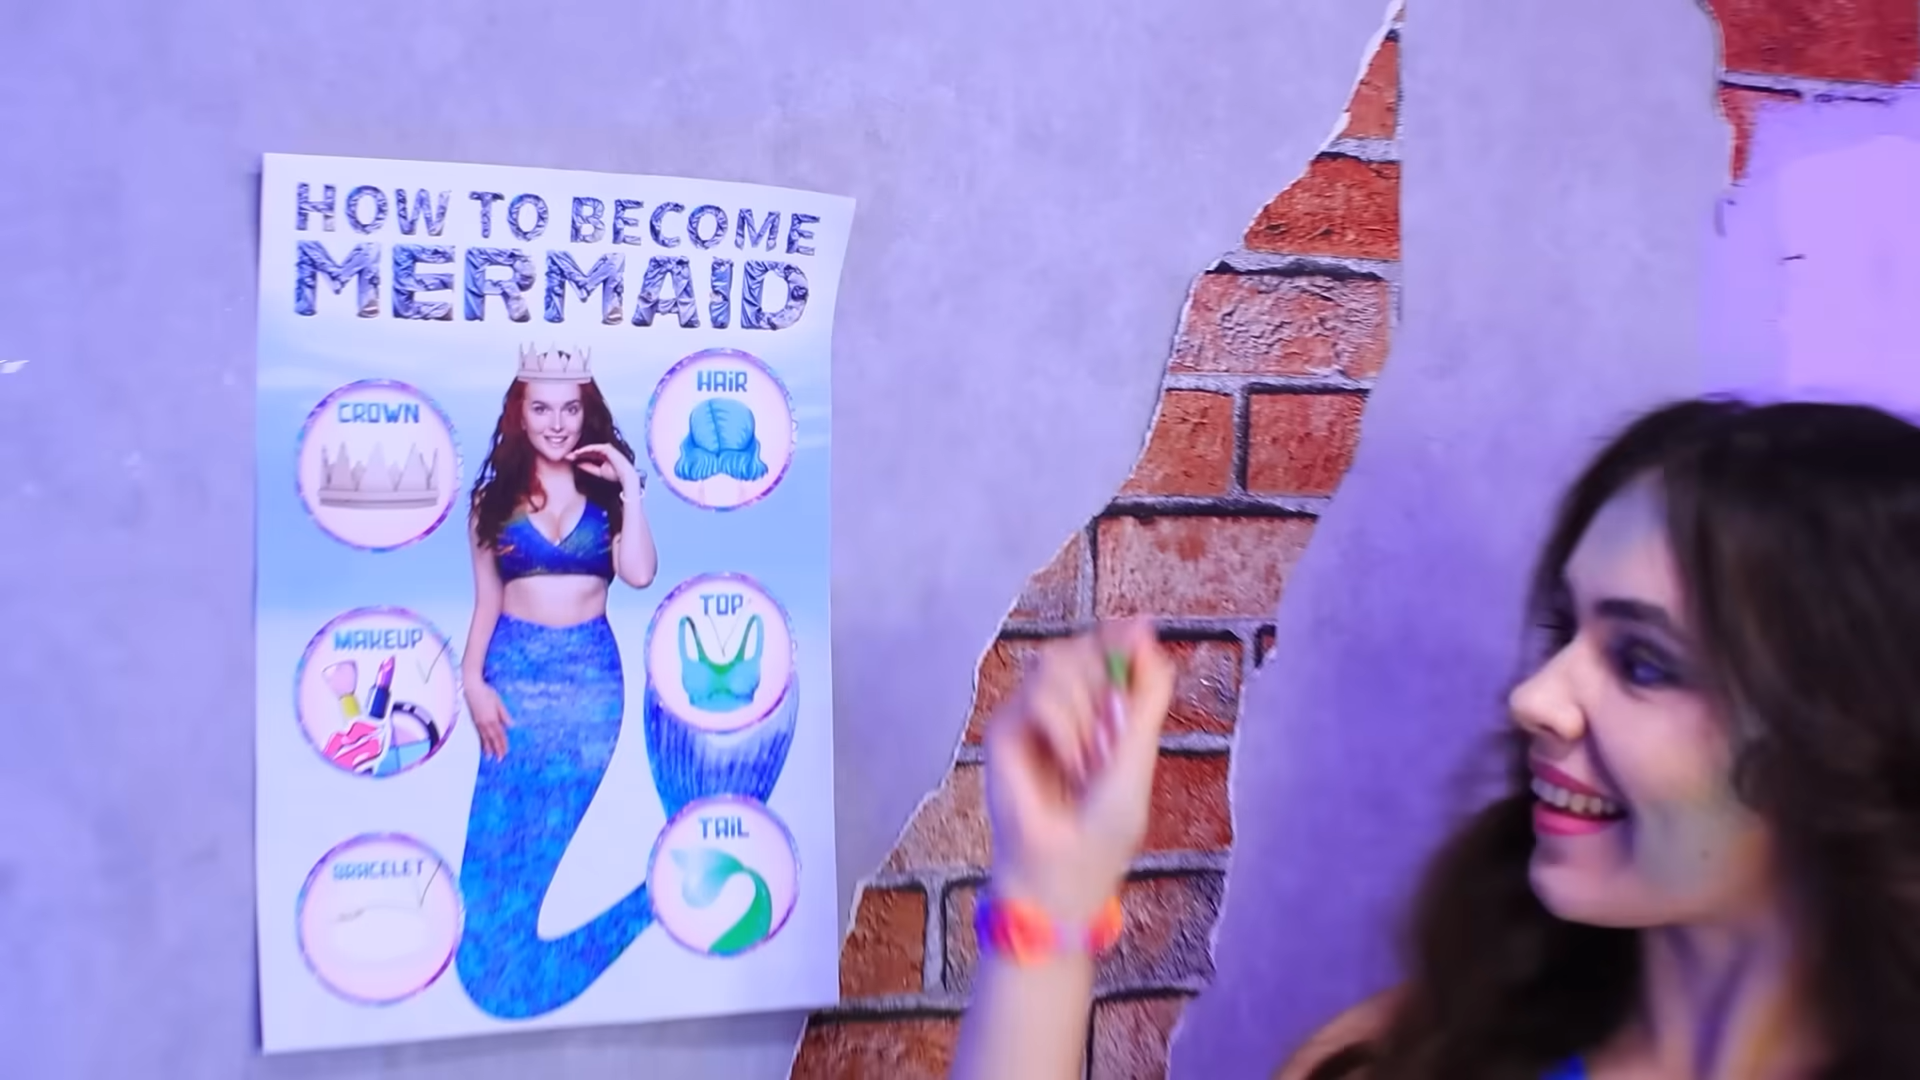 HOW TO BECOME
MERMAID
CROWN
HAIR
MAKEUP
TOP
BRACELET
TAIL